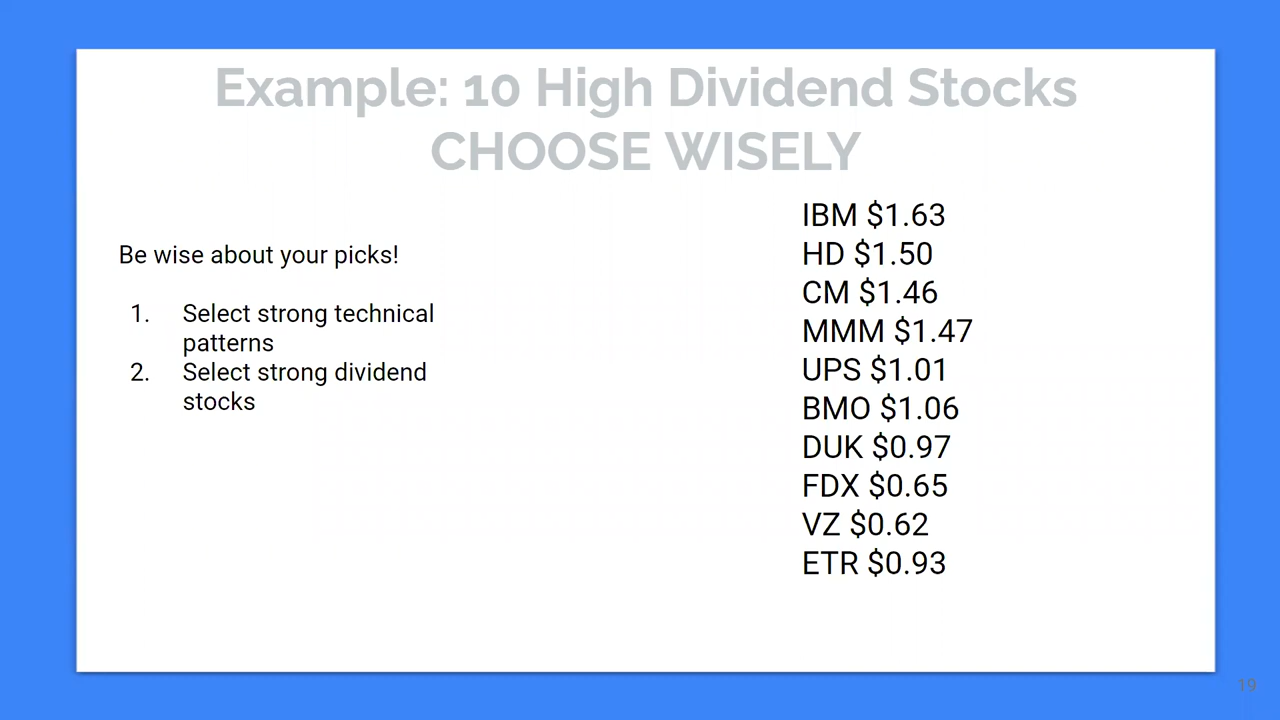 Example: 10 High Dividend Stocks
CHOOSE WISELY
Be wise about your picks!
1. Select strong technical
patterns
2. Select strong dividend
stocks
IBM $1.63
HD $1.50
CM $1.46
MMM $1.47
UPS $1.01
BMO $1.06
DUK $0.97
FDX $0.65
VZ $0.62
ETR $0.93
19